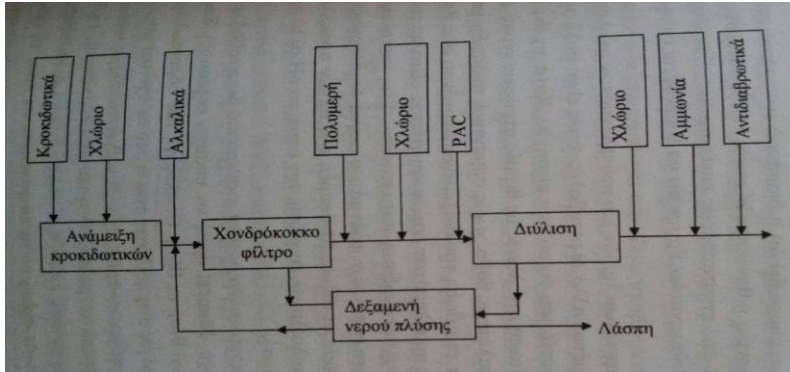 Κροκιδωτικά
Χλώριο
Αλκαλικά
Πολυμερή
Χλώριο
PAC
Χλώριο
Αμμωνία
Αντιδιαβρωτικά
Ανάμειξη
κροκιδωτικών
Χονδρόκοκκο
φίλτρο
Διύλιση
Δεξαμενή
νερού πλύσης
Λάσπη